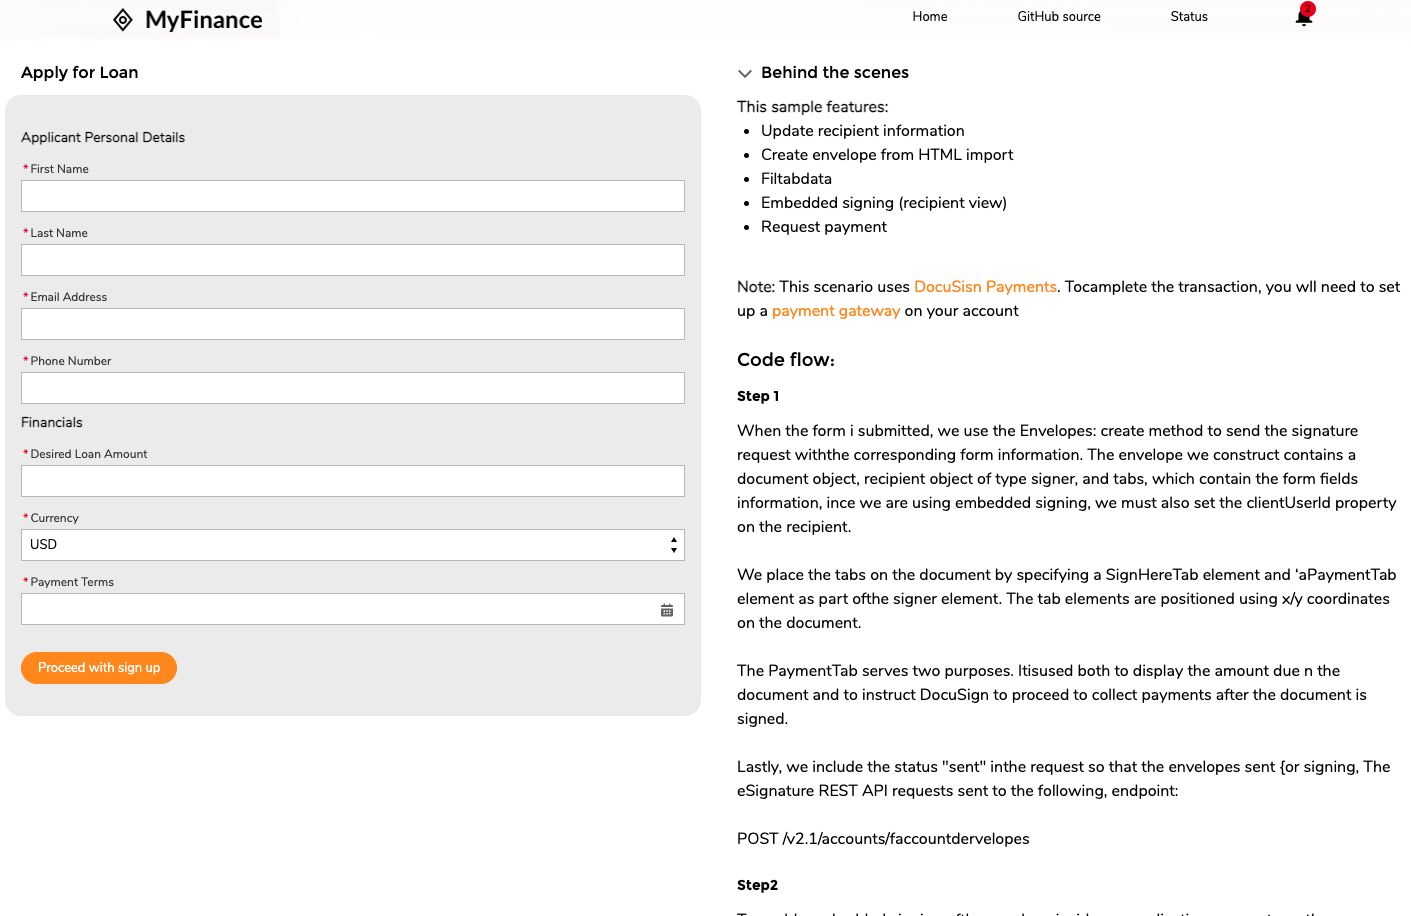 MyFinance
Home
GitHub source
Status
2
Apply for Loan
Applicant Personal Details
* First Name
* Last Name
* Email Address
* Phone Number
Financials
* Desired Loan Amount
* Currency
USD
* Payment Terms
Proceed with sign up
Behind the scenes
This sample features:
• Update recipient information
• Create envelope from HTML import
• Filtabdata
• Embedded signing (recipient view)
• Request payment
Note: This scenario uses DocuSisn Payments. Tocamplete the transaction, you wll need to set
up a payment gateway on your account
Code flow:
Step 1
When the form i submitted, we use the Envelopes: create method to send the signature
request withthe corresponding form information. The envelope we construct contains a
document object, recipient object of type signer, and tabs, which contain the form fields
information, ince we are using embedded signing, we must also set the clientUserld property
on the recipient.
We place the tabs on the document by specifying a SignHereTab element and ‘aPaymentTab
element as part ofthe signer element. The tab elements are positioned using x/y coordinates
on the document.
The PaymentTab serves two purposes. Itisused both to display the amount due n the
document and to instruct DocuSign to proceed to collect payments after the document is
signed.
Lastly, we include the status "sent" inthe request so that the envelopes sent {or signing, The
eSignature REST API requests sent to the following, endpoint:
POST /v2.1/accounts/faccountdervelopes
Step2